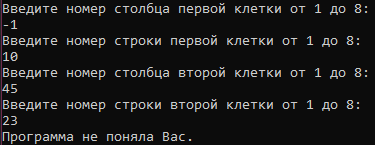 Введите номер столбца первой клетки от 1 до 8:
-1
Введите номер строки первой клетки от 1 до 8:
10
Введите номер столбца второй клетки от 1 до 8:
45
Введите номер строки второй клетки от 1 до 8:
23
Программа не поняла Вас.